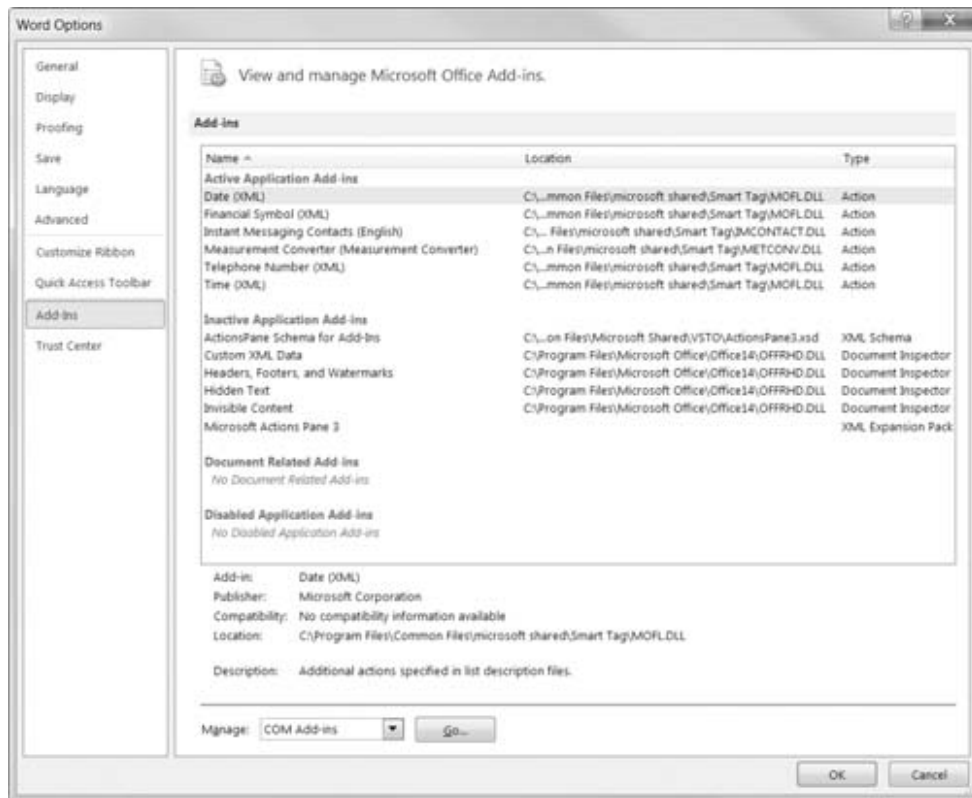 Word Options
General
Display
Proofing
Save
Language
Advanced
Customize Ribbon
Quick Access Toolbar
Add-Ins
Trust Center
View and manage Microsoft Office Add-ins.
Add-ins
Name Location Type
Active Application Add-ins
Date (XML) C:\...mmon Files\microsoft shared\Smart Tag\MOFL.DLL Action
Financial Symbol (XML) C:\...mmon Files\microsoft shared\Smart Tag\MOFL.DLL Action
Instant Messaging Contacts (English) C:\... Files\microsoft shared\Smart Tag\IMCONTACT.DLL Action
Measurement Converter (Measurement Converter) C:\...n Files\microsoft shared\Smart Tag\METCONV.DLL Action
Telephone Number (XML) C:\...mmon Files\microsoft shared\Smart Tag\MOFL.DLL Action
Time (XML) C:\...mmon Files\microsoft shared\Smart Tag\MOFL.DLL Action
Inactive Application Add-ins
ActionsPane Schema for Add-Ins C:\...on Files\Microsoft Shared\VSTO\ActionsPane3.xsd XML Schema
Custom XML Data C:\Program Files\Microsoft Office\Office14\OFFRHD.DLL Document Inspector
Headers, Footers, and Watermarks C:\Program Files\Microsoft Office\Office14\OFFRHD.DLL Document Inspector
Hidden Text C:\Program Files\Microsoft Office\Office14\OFFRHD.DLL Document Inspector
Invisible Content C:\Program Files\Microsoft Office\Office14\OFFRHD.DLL Document Inspector
Microsoft Actions Pane 3 XML Expansion Pack
Document Related Add-ins
No Document Related Add-ins
Disabled Application Add-ins
No Disabled Application Add-ins
Add-in: Date (XML)
Publisher: Microsoft Corporation
Compatibility: No compatibility information available
Location: C:\Program Files\Common Files\microsoft shared\Smart Tag\MOFL.DLL
Description: Additional actions specified in list description files.
Manage: COM Add-ins Go...
OK Cancel